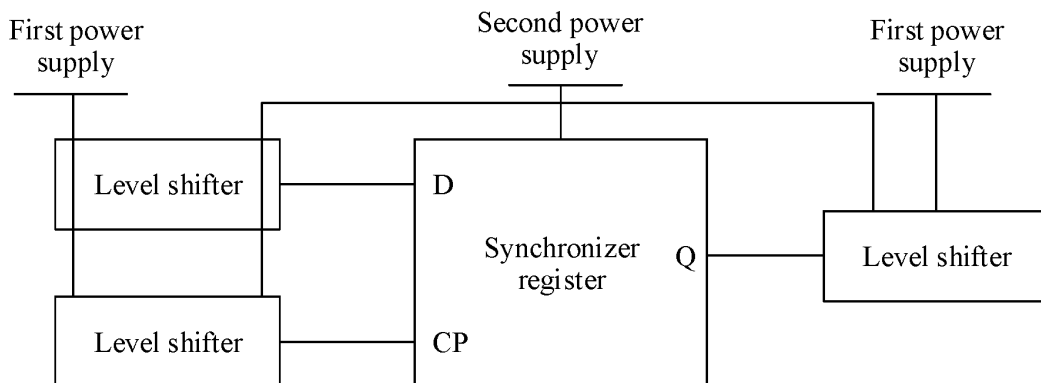 First power
supply
Second power
supply
First power
supply
Level shifter
D
Synchronizer
register
Q
Level shifter
Level shifter
CP